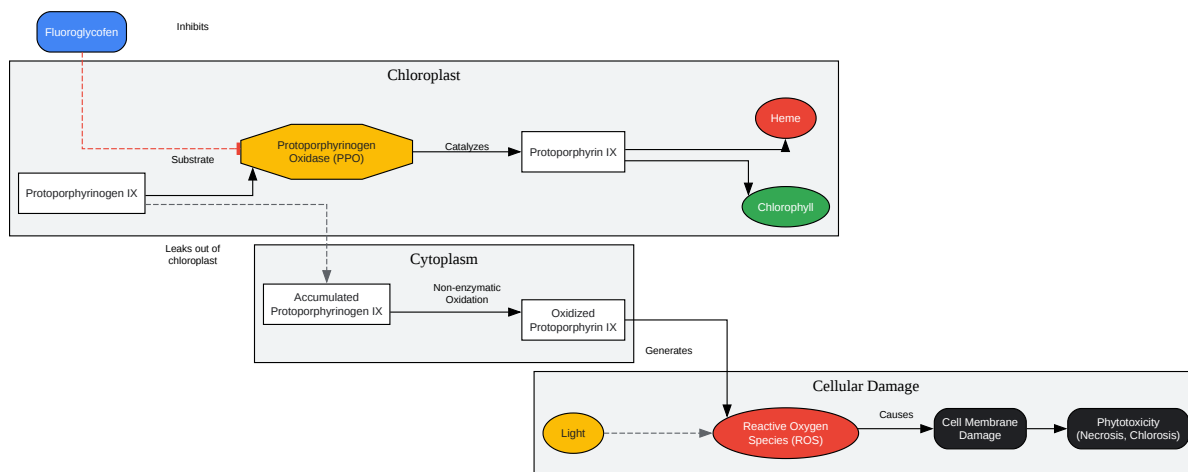 Fluoroglycofen
Inhibits
Chloroplast
Heme
Protoporphyrinogen
Oxidase (PPO)
Catalyzes
Protoporphyrin IX
Substrate
Protoporphyrinogen IX
Chlorophyll
Leaks out of
chloroplast
Cytoplasm
Accumulated
Protoporphyrinogen IX
Non-enzymatic
Oxidation
Oxidized
Protoporphyrin IX
Generates
Cellular Damage
Light
Reactive Oxygen
Species (ROS)
Causes
Cell Membrane
Damage
Phytotoxicity
(Necrosis, Chlorosis)